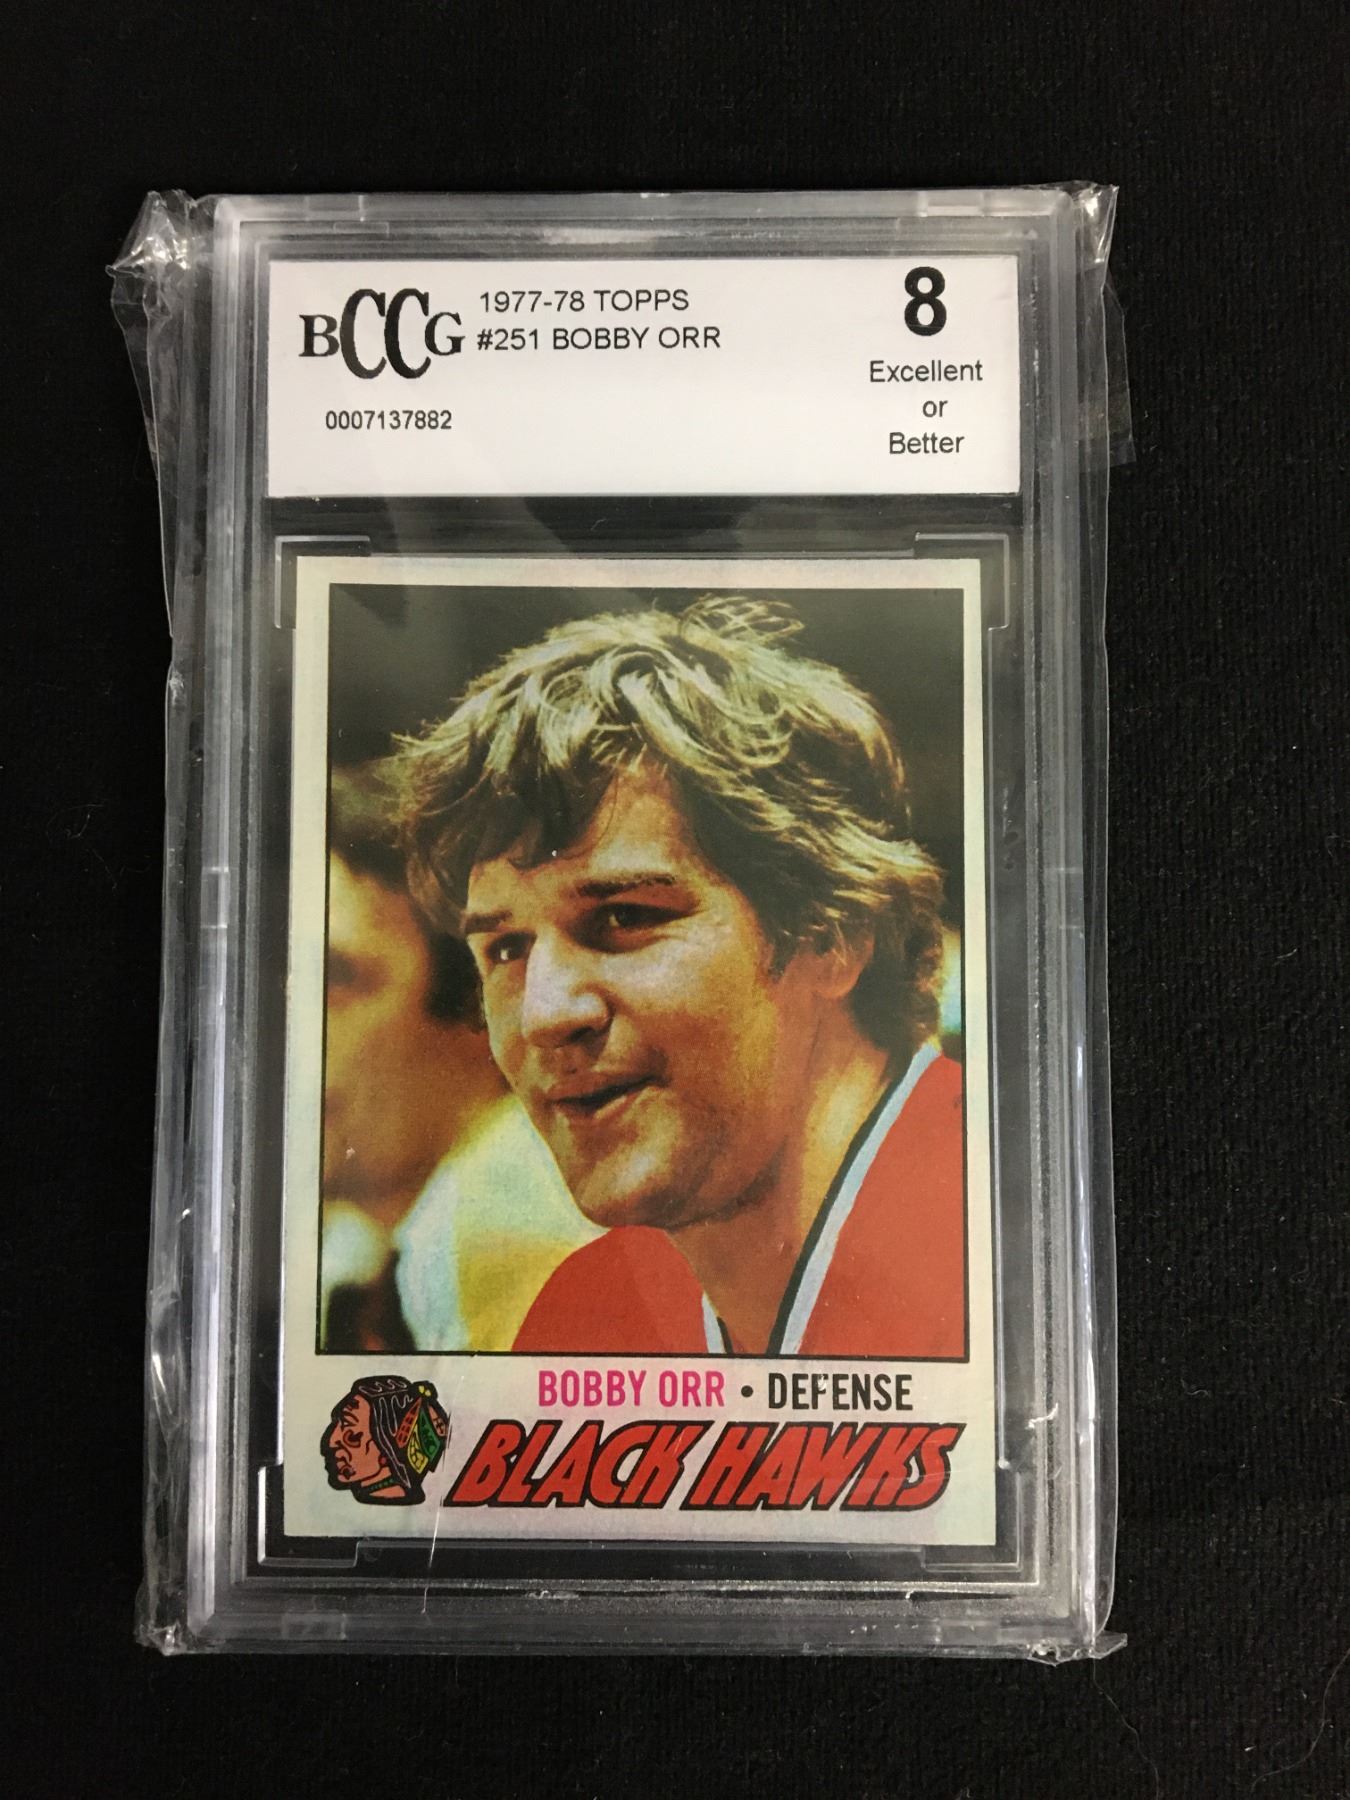 BCCG
1977-78 TOPPS
#251 BOBBY ORR
0007137882
8
Excellent
or
Better
BOBBY ORR • DEFENSE
BLACK HAWKS